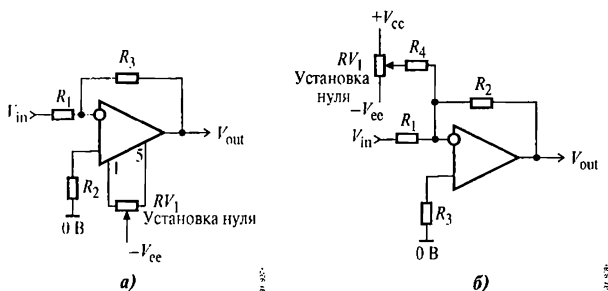 R₃
R₁
Vin
1
5
Vout
R₂
RV₁
Установка нуля
0 В
−Vee
а)
+Vcc
RV₁
R₄
Установка
нуля
−Vee
R₂
Vin
R₁
Vout
R₃
0 В
б)